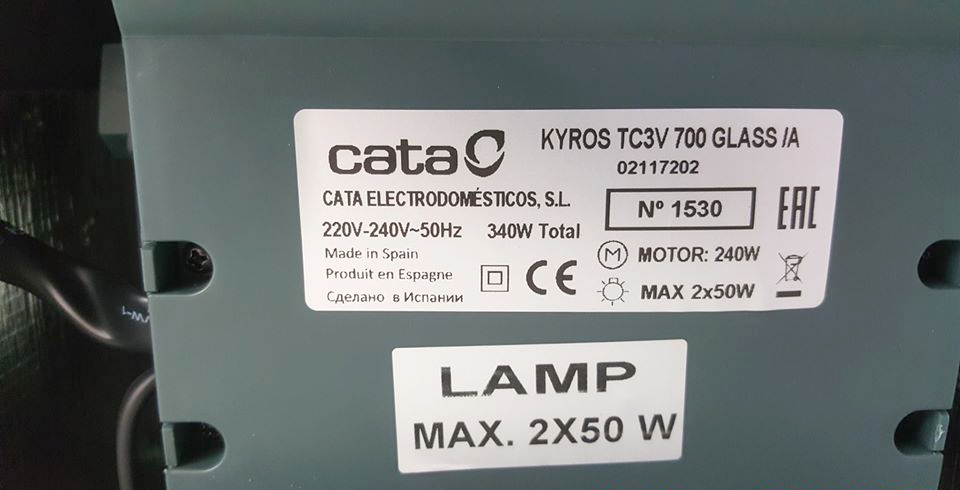 cata
KYROS TC3V 700 GLASS /A
02117202
CATA ELECTRODOMÉSTICOS, S.L.
Nº 1530
EAC
220V-240V~50Hz 340W Total
Made in Spain
Produit en Espagne
Сделано в Испании
CE
M MOTOR: 240W
MAX 2x50W
LAMP
MAX. 2X50 W